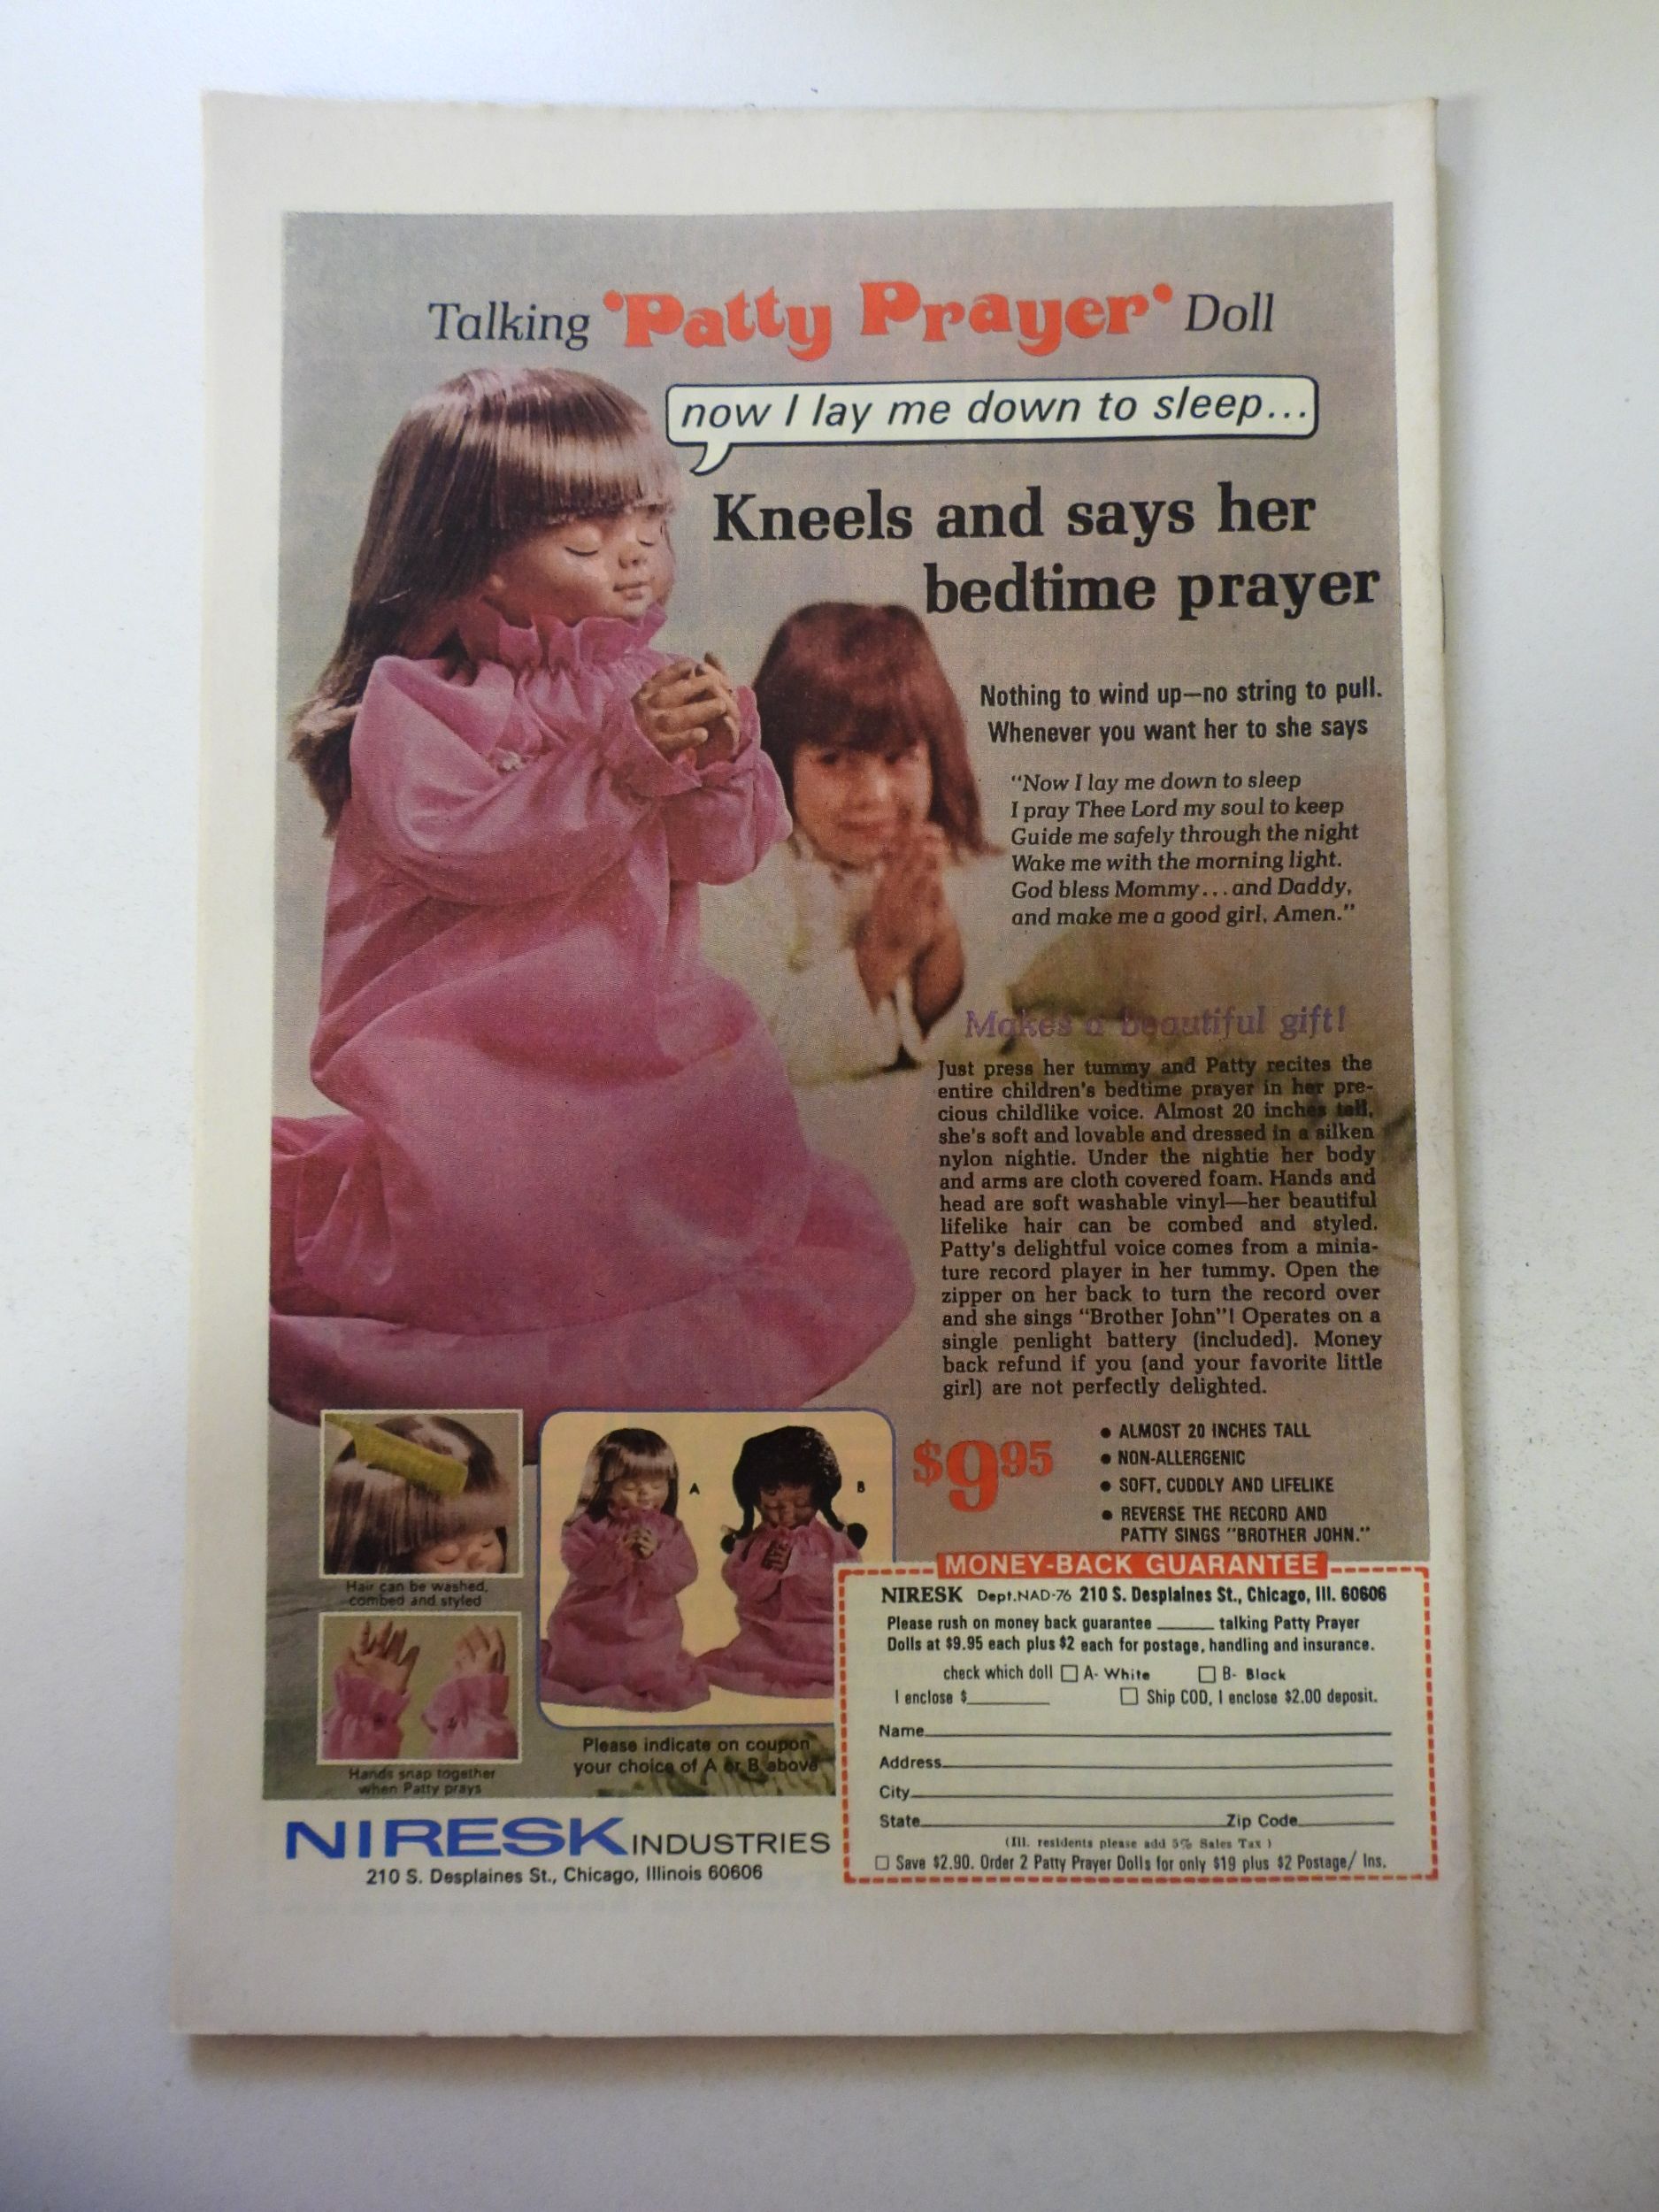 Talking 'Patty Prayer' Doll
now I lay me down to sleep...
Kneels and says her
bedtime prayer
Nothing to wind up—no string to pull.
Whenever you want her to she says
"Now I lay me down to sleep
I pray Thee Lord my soul to keep
Guide me safely through the night
Wake me with the morning light.
God bless Mommy...and Daddy,
and make me a good girl, Amen."
Makes a beautiful gift!
Just press her tummy and Patty recites the
entire children's bedtime prayer in her pre-
cious childlike voice. Almost 20 inches tall,
she's soft and lovable and dressed in a silken
nylon nightie. Under the nightie her body
and arms are cloth covered foam. Hands and
head are soft washable vinyl—her beautiful
lifelike hair can be combed and styled.
Patty's delightful voice comes from a minia-
ture record player in her tummy. Open the
zipper on her back to turn the record over
and she sings "Brother John"! Operates on a
single penlight battery (included). Money
back refund if you (and your favorite little
girl) are not perfectly delighted.
$9.95
• ALMOST 20 INCHES TALL
• NON-ALLERGENIC
• SOFT, CUDDLY AND LIFELIKE
• REVERSE THE RECORD AND
PATTY SINGS "BROTHER JOHN."
Hair can be washed,
combed and styled
Hands snap together
when Patty prays
A
B
Please indicate on coupon
your choice of A or B above
NIRESK INDUSTRIES
210 S. Desplaines St., Chicago, Illinois 60606
MONEY-BACK GUARANTEE
NIRESK Dept.NAD-76 210 S. Desplaines St., Chicago, Ill. 60606
Please rush on money back guarantee ______ talking Patty Prayer
Dolls at $9.95 each plus $2 each for postage, handling and insurance.
check which doll □ A- White □ B- Black
I enclose $________ □ Ship COD, I enclose $2.00 deposit.
Name
Address
City
State Zip Code
(Ill. residents please add 5% Sales Tax)
□ Save $2.90. Order 2 Patty Prayer Dolls for only $19 plus $2 Postage/ Ins.